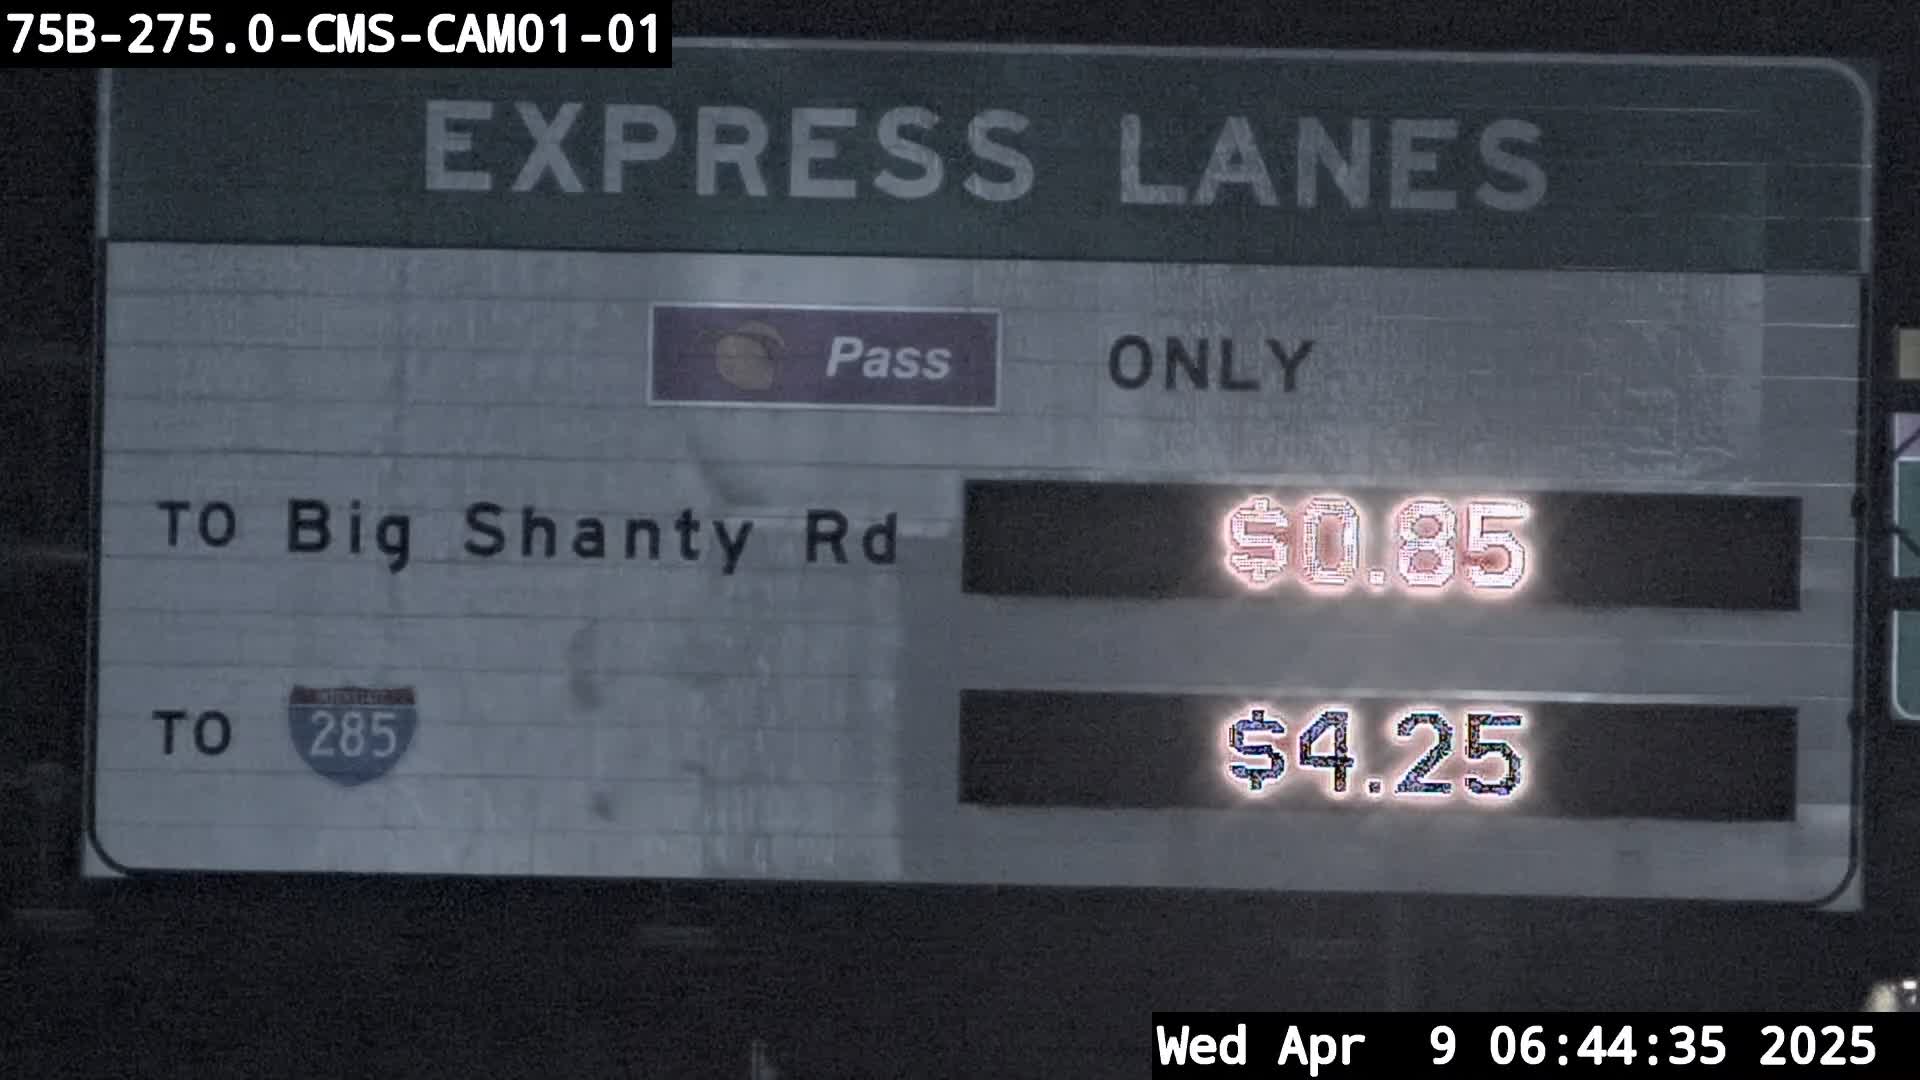 75B-275.0-CMS-CAM01-01
EXPRESS LANES
Pass ONLY
TO Big Shanty Rd $0.85
TO 285 $4.25
Wed Apr 9 06:44:35 2025